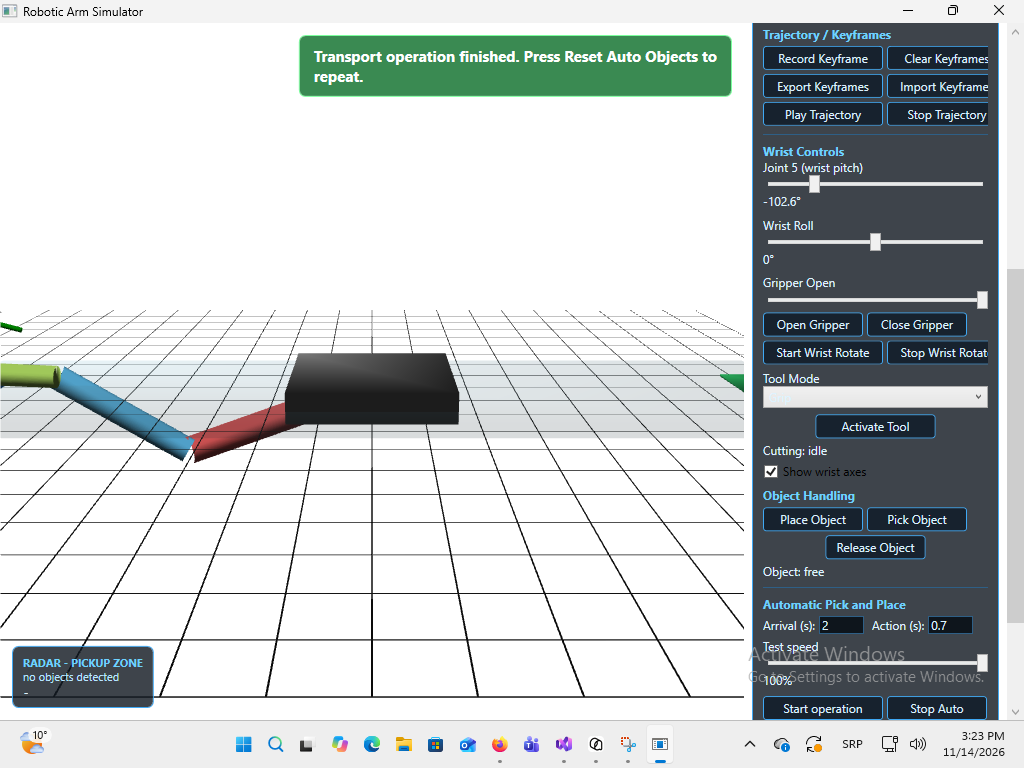 Robotic Arm Simulator
Transport operation finished. Press Reset Auto Objects to
repeat.
Trajectory / Keyframes
Record Keyframe
Clear Keyframes
Export Keyframes
Import Keyframe
Play Trajectory
Stop Trajectory
Wrist Controls
Joint 5 (wrist pitch)
-102.6°
Wrist Roll
0°
Gripper Open
Open Gripper
Close Gripper
Start Wrist Rotate
Stop Wrist Rotat
Tool Mode
Activate Tool
Cutting: idle
Show wrist axes
Object Handling
Place Object
Pick Object
Release Object
Object: free
Automatic Pick and Place
Arrival (s): 2 Action (s): 0.7
Test speed
100%
Start operation
Stop Auto
RADAR - PICKUP ZONE
no objects detected
–
Activate Windows
Go to Settings to activate Windows.
10°
SRP
3:23 PM
11/14/2026